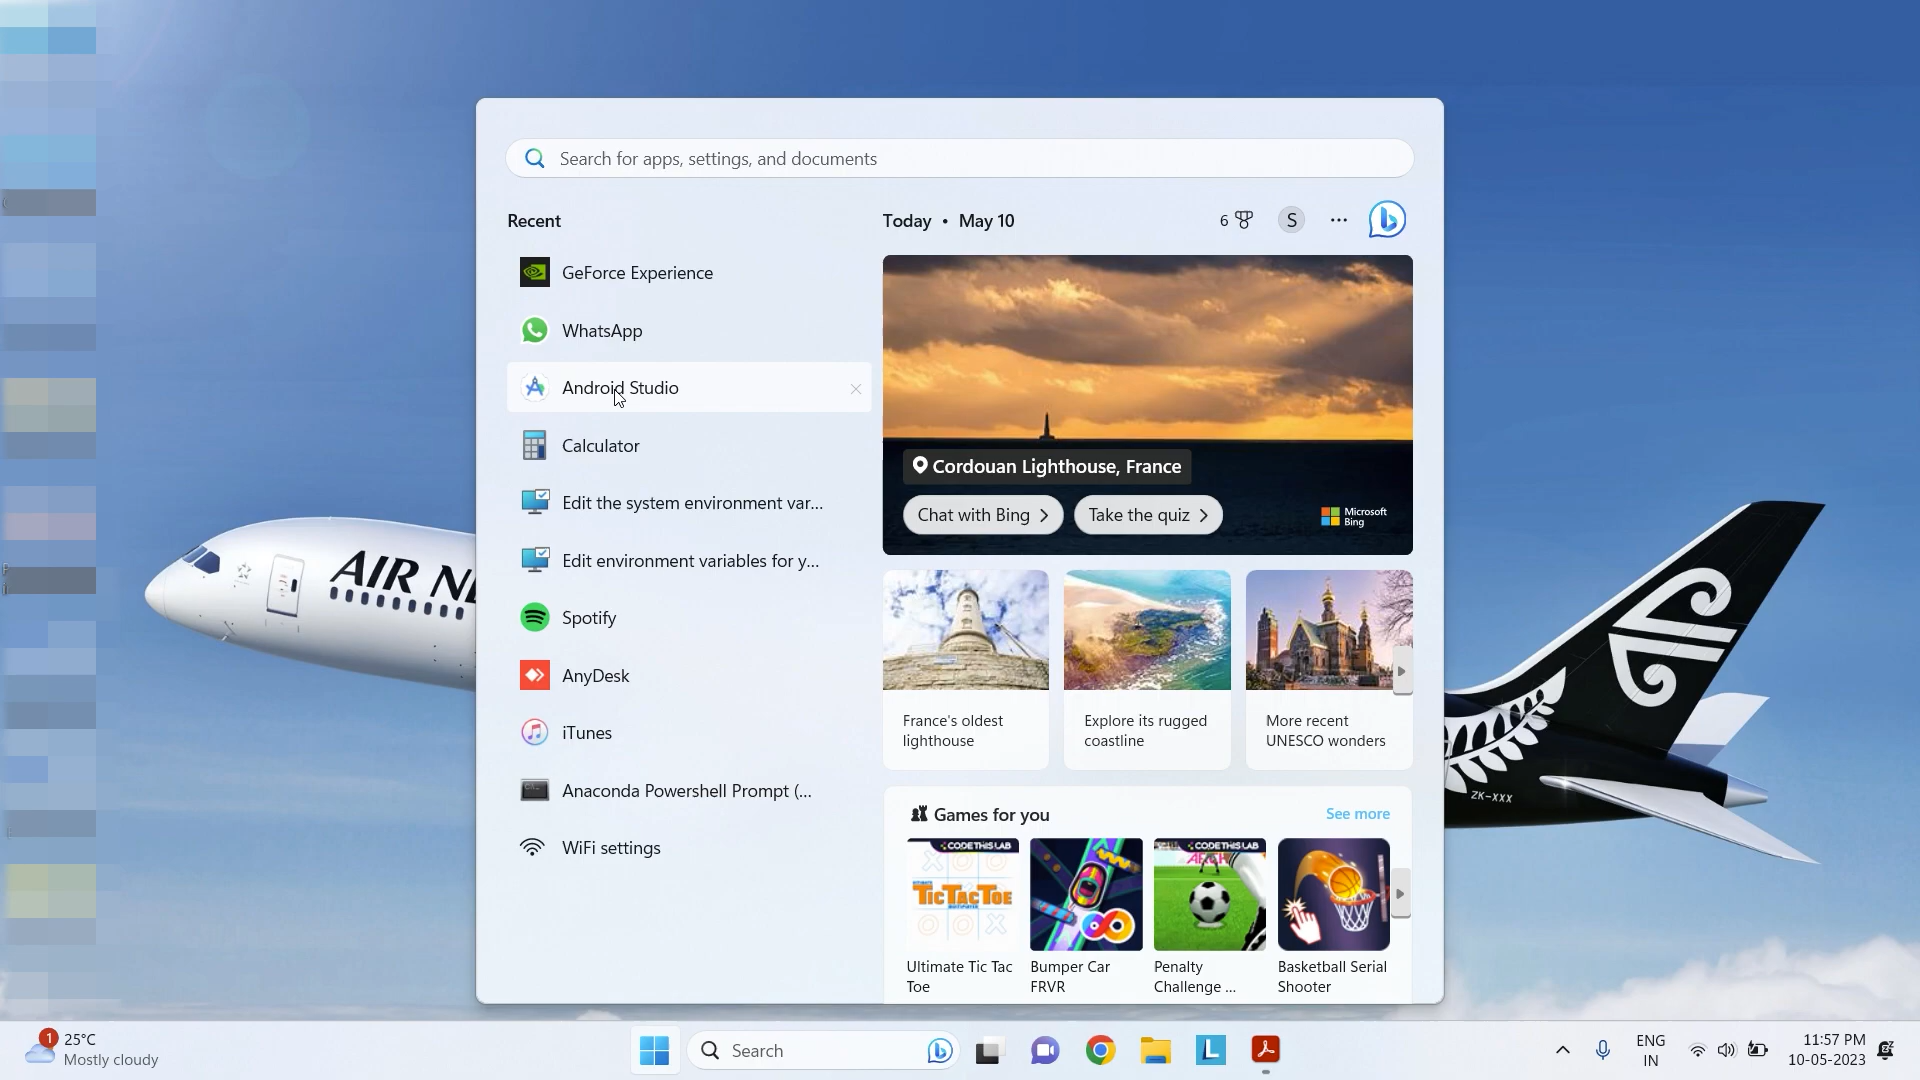 Search for apps, settings, and documents
Recent
Today • May 10
6
S
GeForce Experience
WhatsApp
Android Studio
Calculator
Edit the system environment var...
Edit environment variables for y...
Spotify
AnyDesk
iTunes
Anaconda Powershell Prompt (...
WiFi settings
Cordouan Lighthouse, France
Chat with Bing
Take the quiz
Microsoft
Bing
France's oldest
lighthouse
Explore its rugged
coastline
More recent
UNESCO wonders
Games for you
See more
CODETHISLAB
TIC TAC TOE
CODETHISLAB
Ultimate Tic Tac
Toe
Bumper Car
FRVR
Penalty
Challenge ...
Basketball Serial
Shooter
AIR NE
ZK-XXX
1
25°C
Mostly cloudy
Search
L
ENG
IN
11:57 PM
10-05-2023